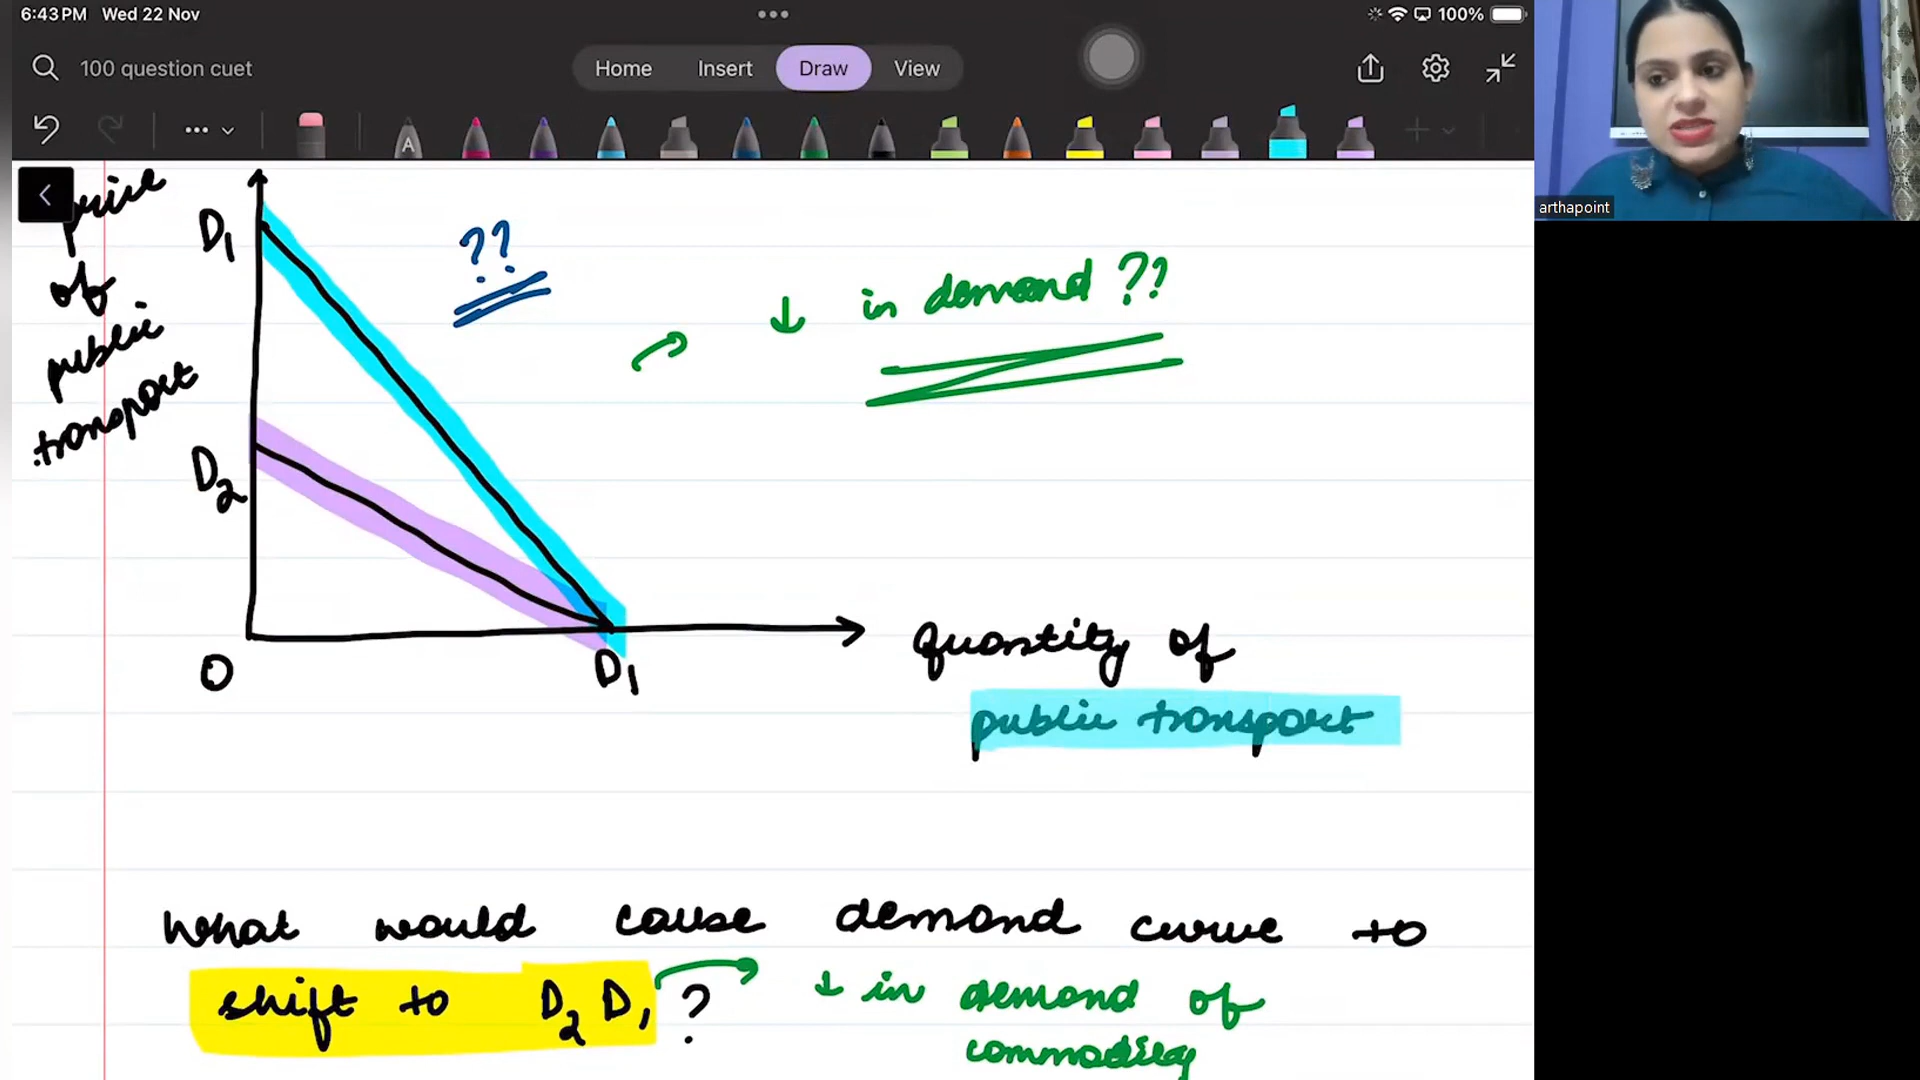 6:43 PM Wed 22 Nov
100%
100 question cuet
Home Insert Draw View
A
arthapoint
price
of
public
transport
D1
??
↓ in demand ??
D2
O
D1
quantity of
public transport
What would cause demand curve to
shift to D2 D1 ? ↓ in demand of
commodity